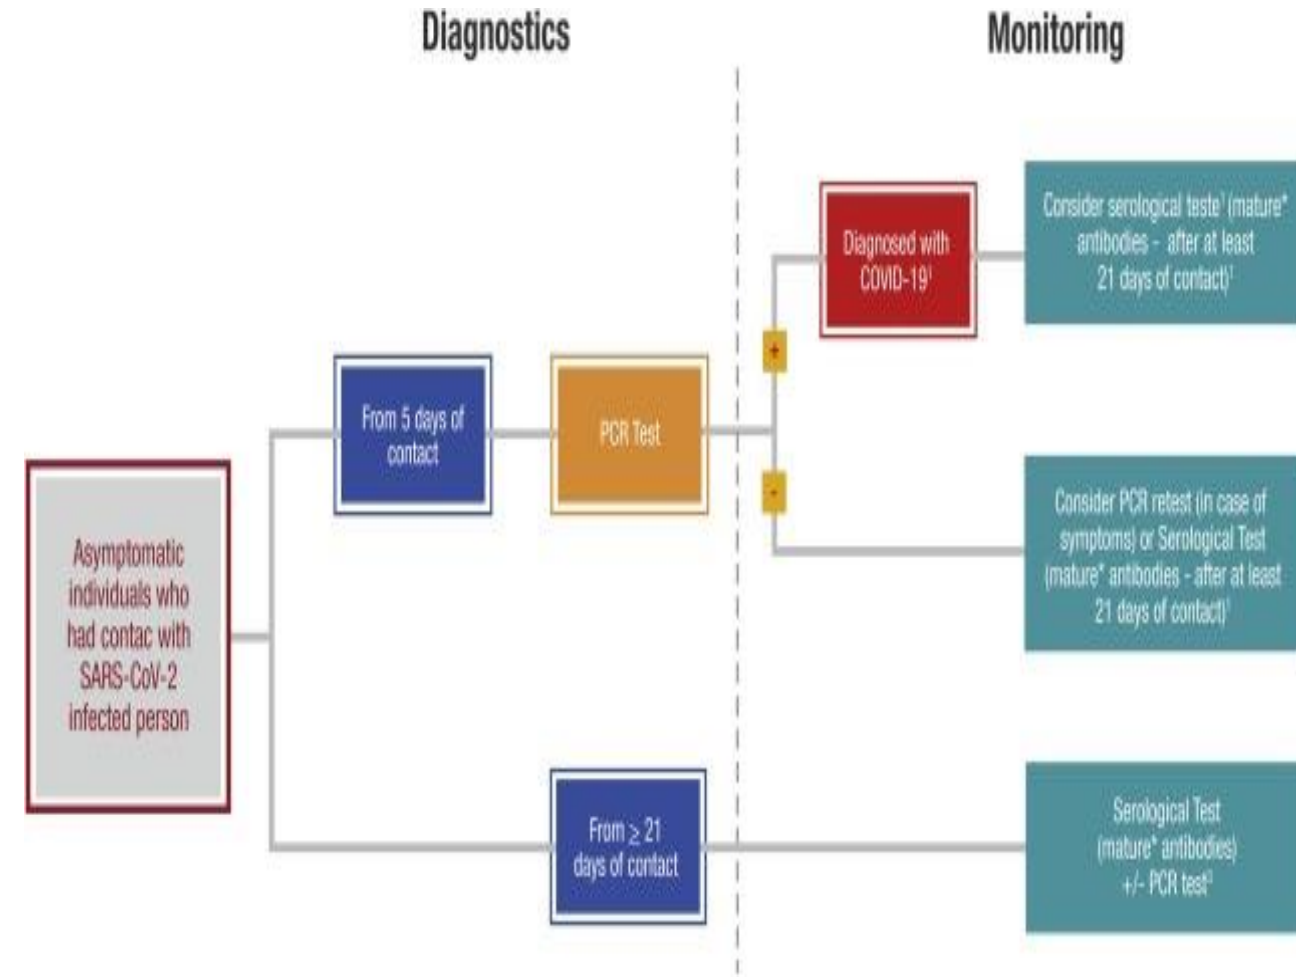 Diagnostics
Monitoring
Asymptomatic
individuals who
had contac with
SARS-CoV-2
infected person
From 5 days of
contact
PCR Test
+
Diagnosed with
COVID-19¹
Consider serological teste¹ (mature*
antibodies - after at least
21 days of contact)¹
-
Consider PCR retest (in case of
symptoms) or Serological Test
(mature* antibodies - after at least
21 days of contact)
From ≥ 21
days of contact
Serological Test
(mature* antibodies)
+/- PCR test